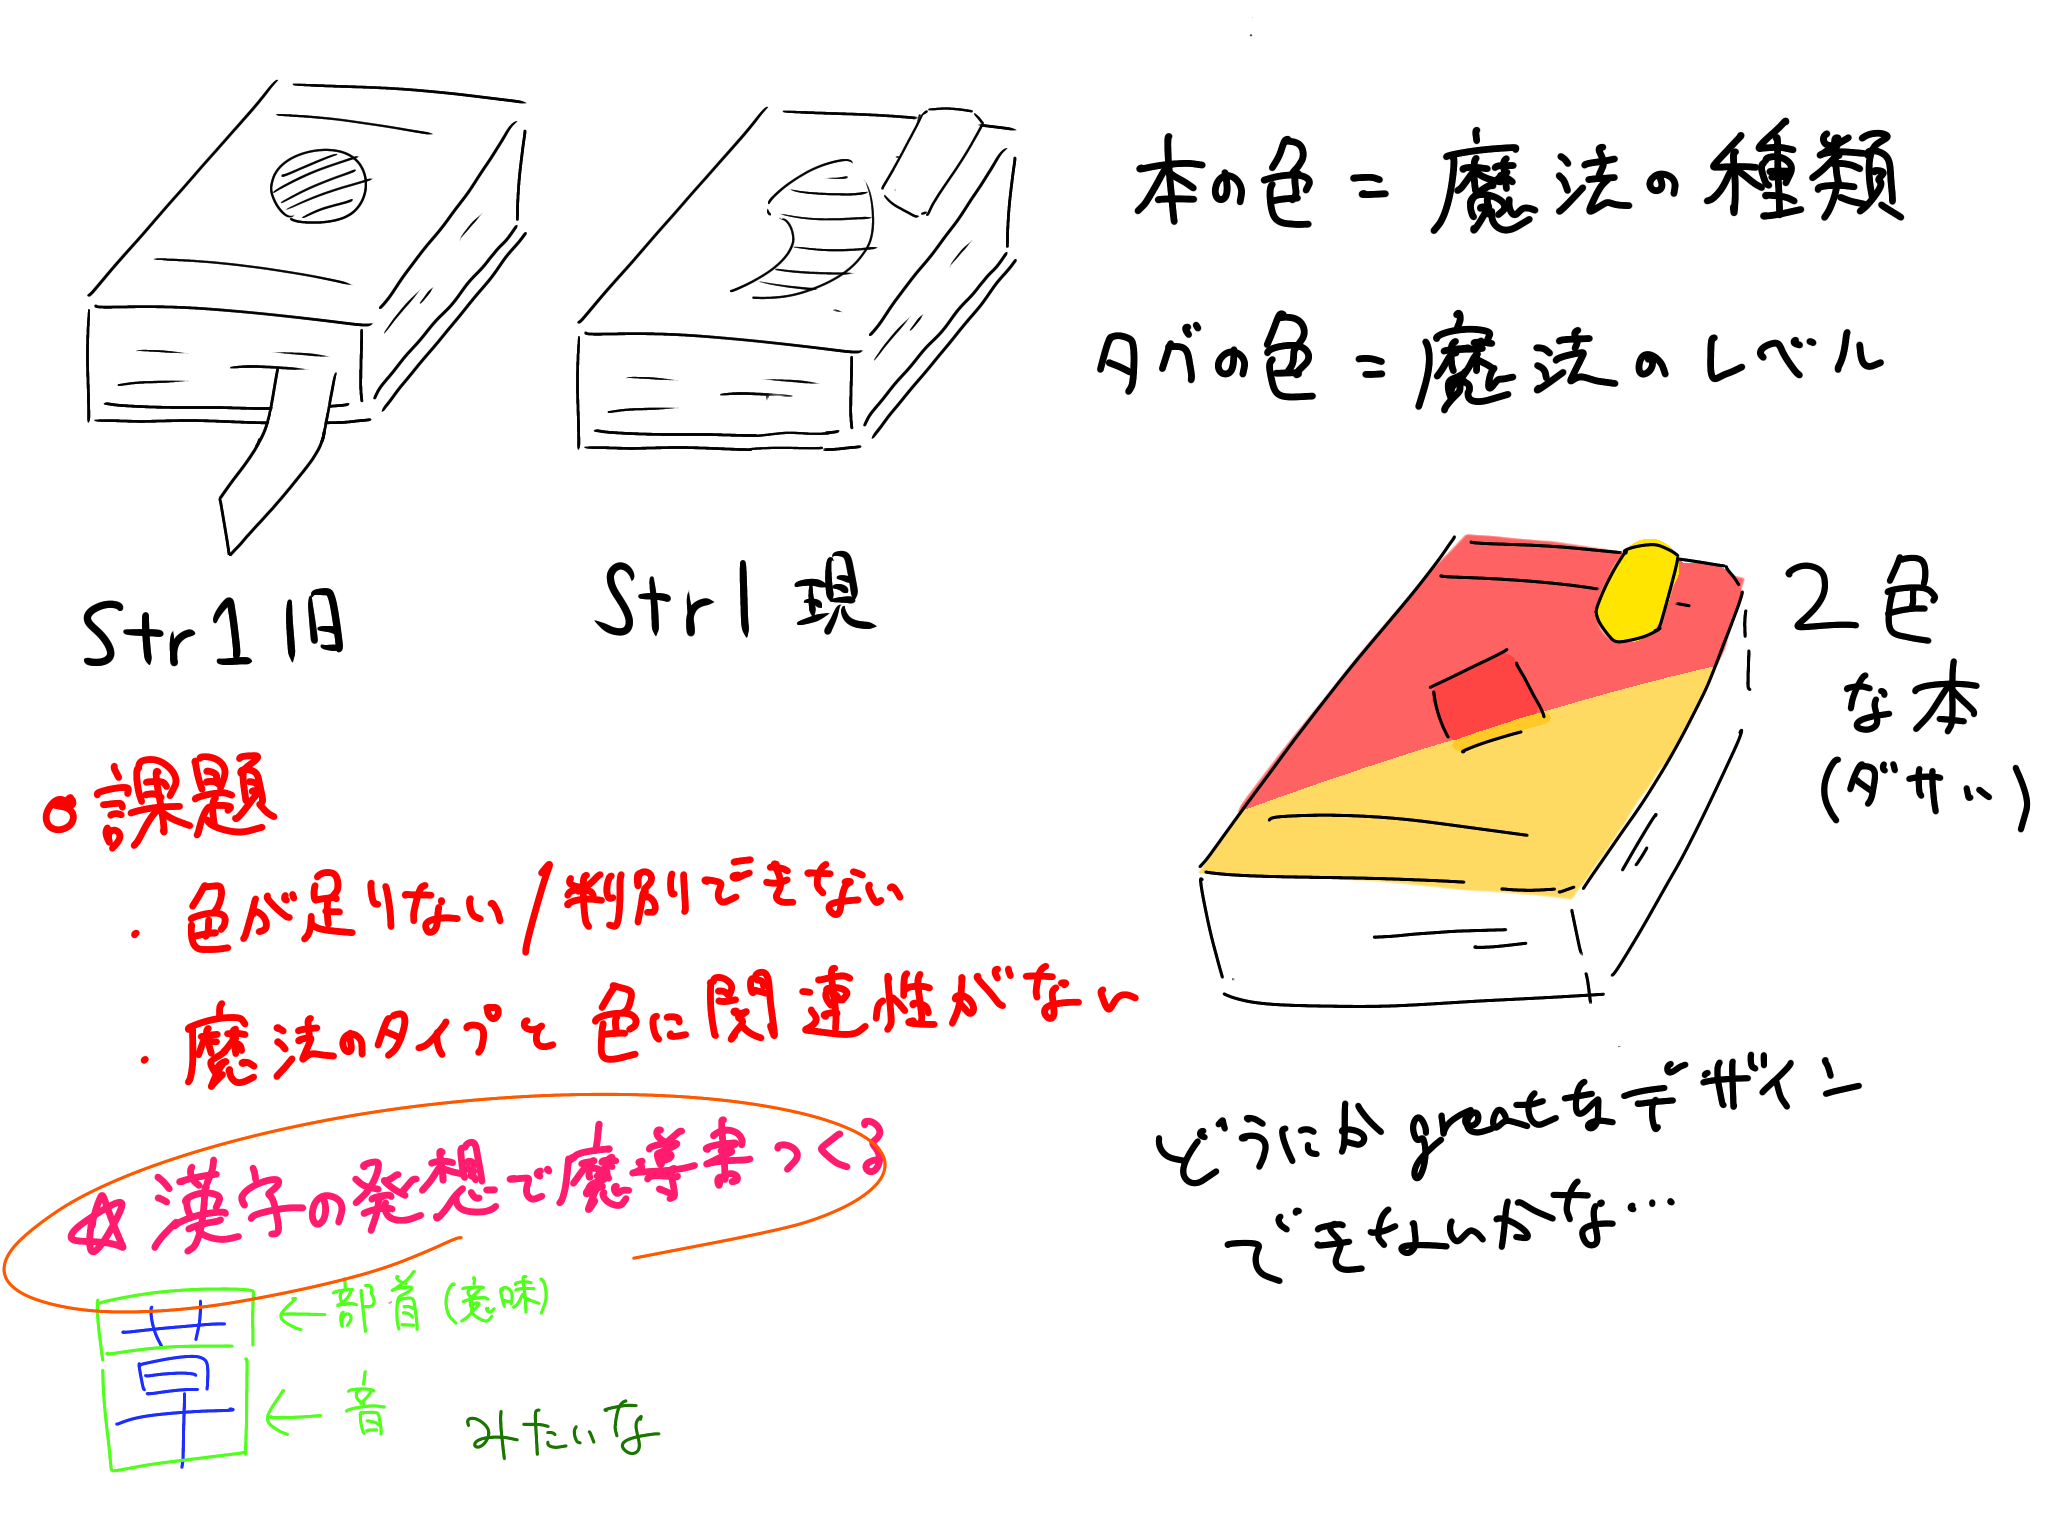 本の色=魔法の種類
タグの色=魔法のレベル
Str1 旧
Str1 現
2色
な本
(ダサい)
課題
・色が足りない/判別できない
・魔法のタイプと色に関連性がない
☆漢字の発想で魔導書つくる
草
←部首(意味)
←音
みたいな
どうにかgreatなデザイン
できないかな…